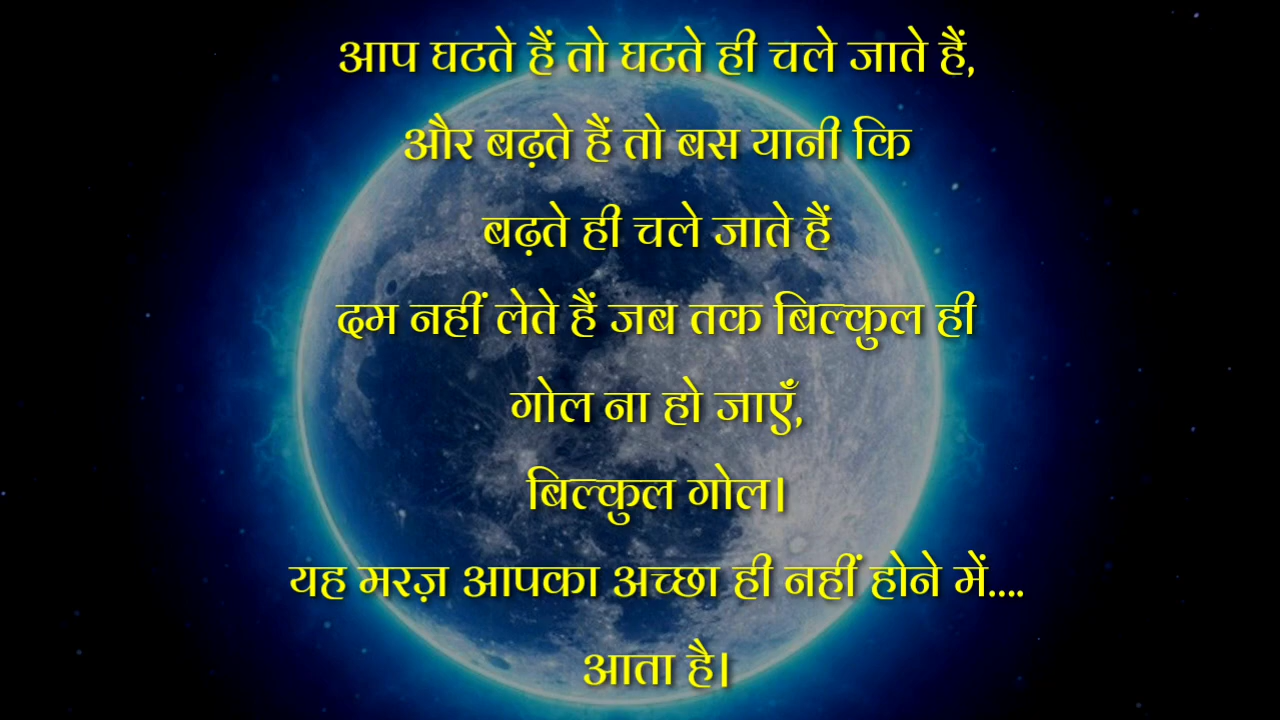 आप घटते हैं तो घटते ही चले जाते हैं,
और बढ़ते हैं तो बस यानी कि
बढ़ते ही चले जाते हैं
दम नहीं लेते हैं जब तक बिल्कुल ही
गोल ना हो जाएँ,
बिल्कुल गोल।
यह मरज़ आपका अच्छा ही नहीं होने में....
आता है।